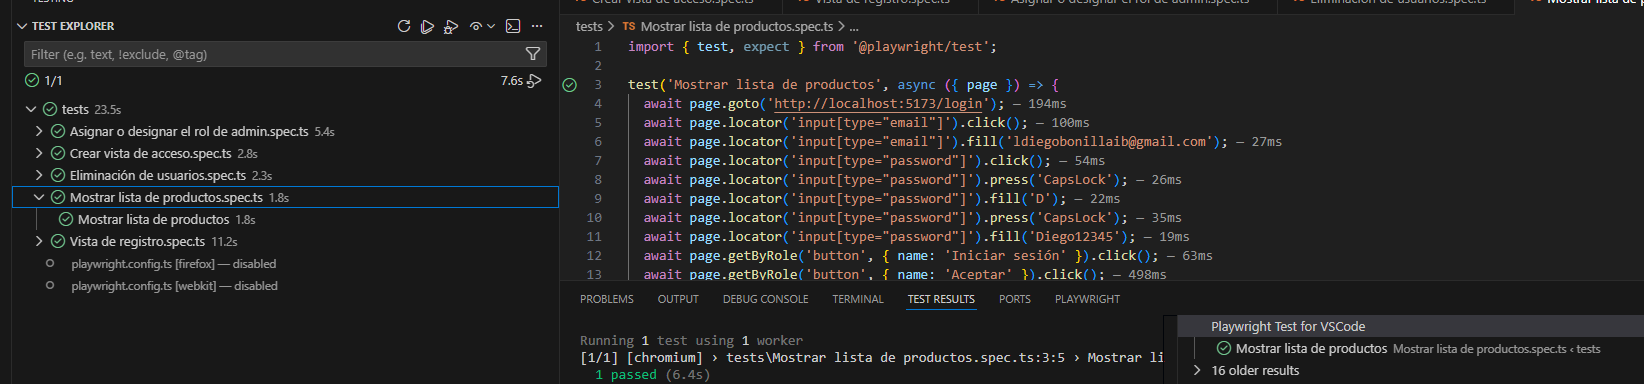 TEST EXPLORER
Filter (e.g. text, !exclude, @tag)
1/1
7.6s
tests 23.5s
Asignar o designar el rol de admin.spec.ts 5.4s
Crear vista de acceso.spec.ts 2.8s
Eliminación de usuarios.spec.ts 2.3s
Mostrar lista de productos.spec.ts 1.8s
Mostrar lista de productos 1.8s
Vista de registro.spec.ts 11.2s
playwright.config.ts [firefox] — disabled
playwright.config.ts [webkit] — disabled
tests > TS Mostrar lista de productos.spec.ts > ...
1 import { test, expect } from '@playwright/test';
2
3 test('Mostrar lista de productos', async ({ page }) => {
4 await page.goto('http://localhost:5173/login'); — 194ms
5 await page.locator('input[type="email"]').click(); — 100ms
6 await page.locator('input[type="email"]').fill('ldiegobonillaib@gmail.com'); — 27ms
7 await page.locator('input[type="password"]').click(); — 54ms
8 await page.locator('input[type="password"]').press('CapsLock'); — 26ms
9 await page.locator('input[type="password"]').fill('D'); — 22ms
10 await page.locator('input[type="password"]').press('CapsLock'); — 35ms
11 await page.locator('input[type="password"]').fill('Diego12345'); — 19ms
12 await page.getByRole('button', { name: 'Iniciar sesión' }).click(); — 63ms
13 await page.getByRole('button', { name: 'Aceptar' }).click(); — 498ms
PROBLEMS OUTPUT DEBUG CONSOLE TERMINAL TEST RESULTS PORTS PLAYWRIGHT
Running 1 test using 1 worker
[1/1] [chromium] › tests\Mostrar lista de productos.spec.ts:3:5 › Mostrar li
1 passed (6.4s)
Playwright Test for VSCode
Mostrar lista de productos Mostrar lista de productos.spec.ts ‹ tests
16 older results